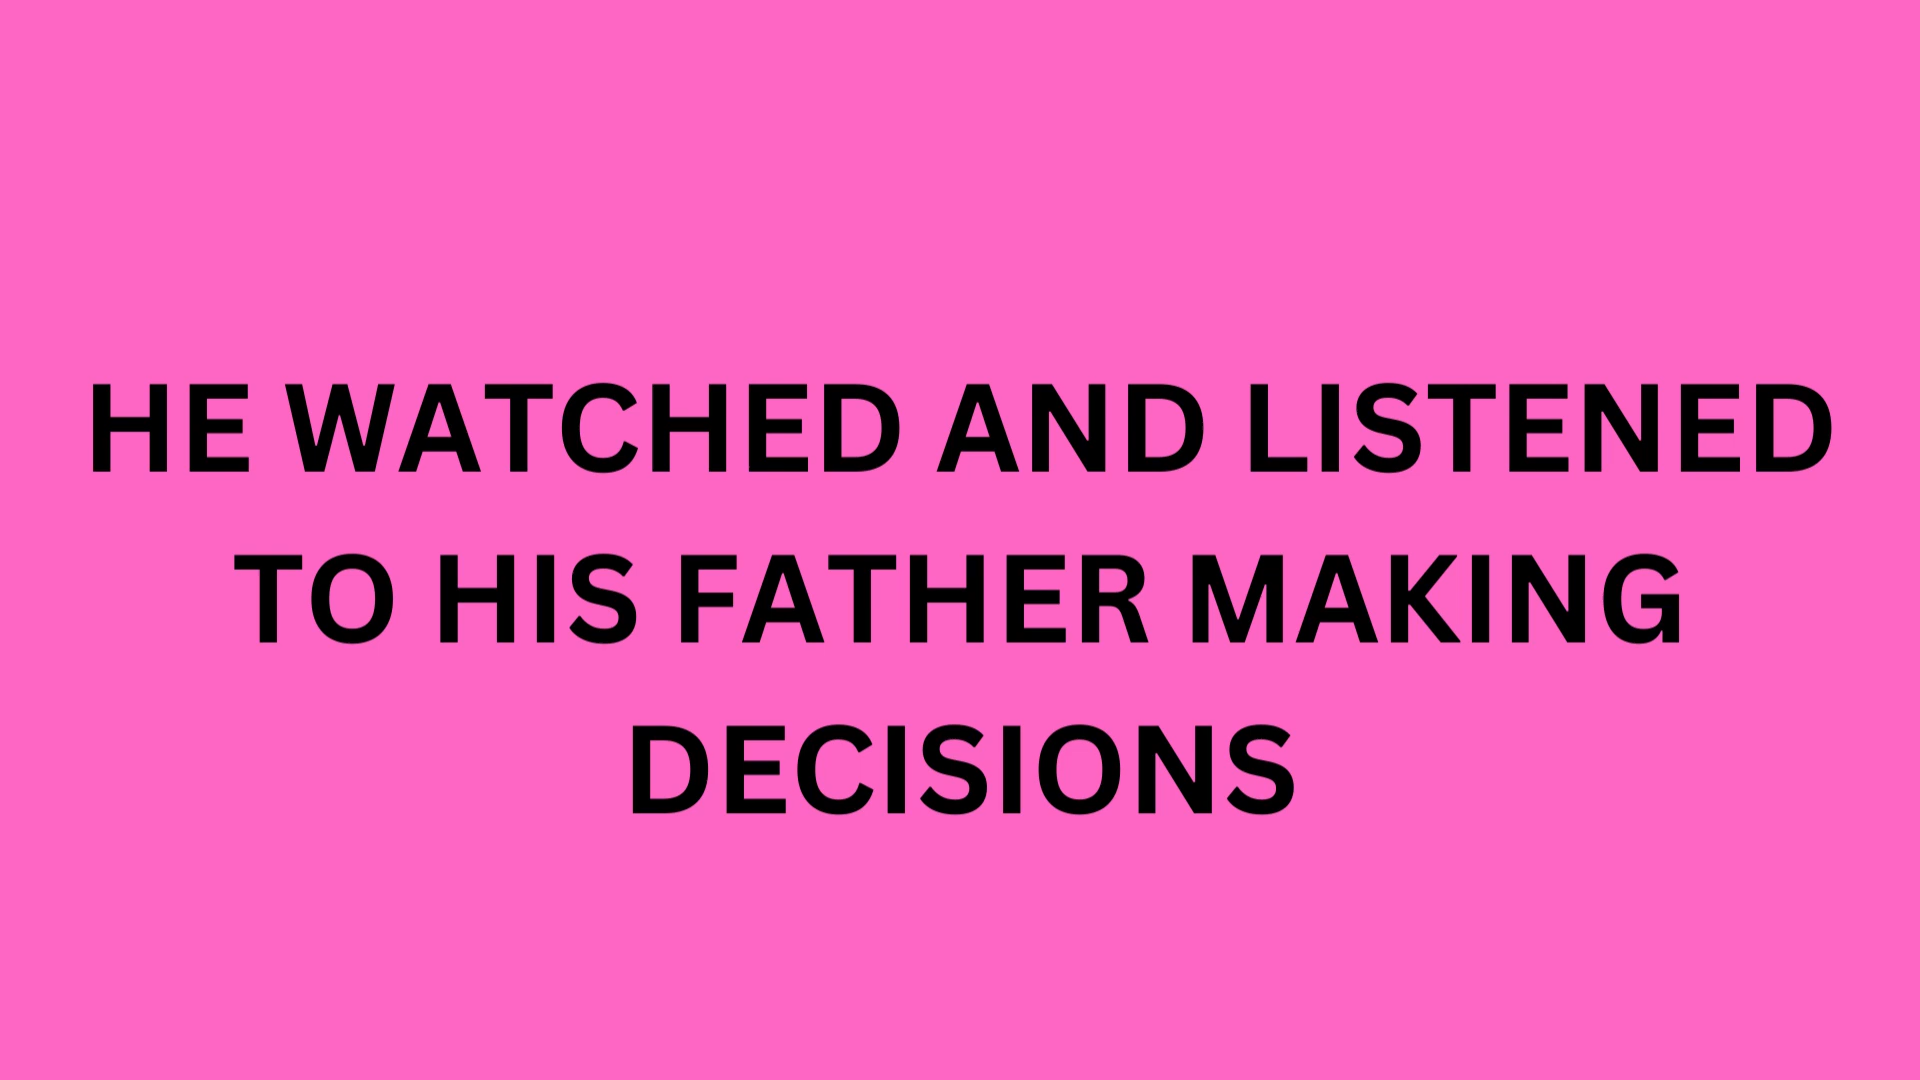 HE WATCHED AND LISTENED
TO HIS FATHER MAKING
DECISIONS